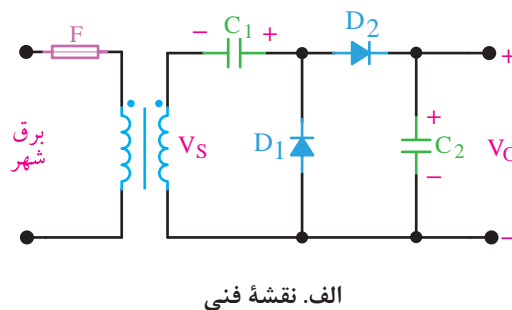 F
C1
D2
− +
+
برق
شهر
VS
D1
+
C2
−
VO
−
الف. نقشهٔ فنی